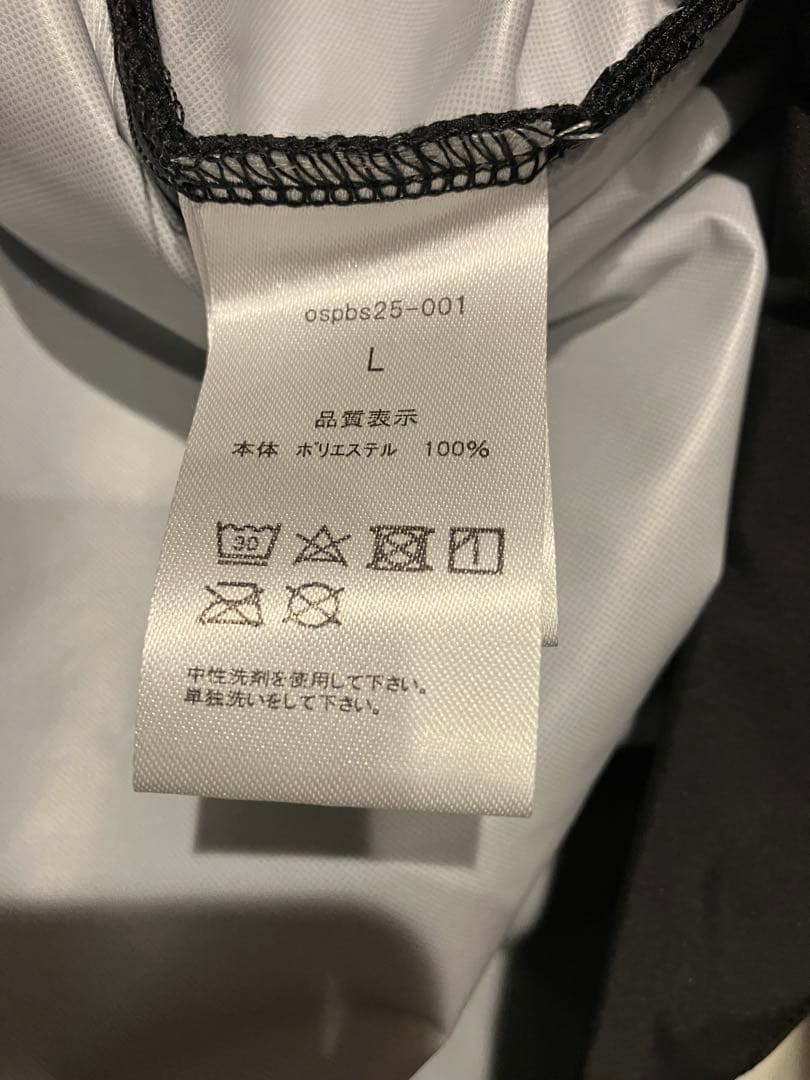 ospbs25-001
L
品質表示
本体 ポリエステル 100%
30
中性洗剤を使用して下さい。
単独洗いをして下さい。